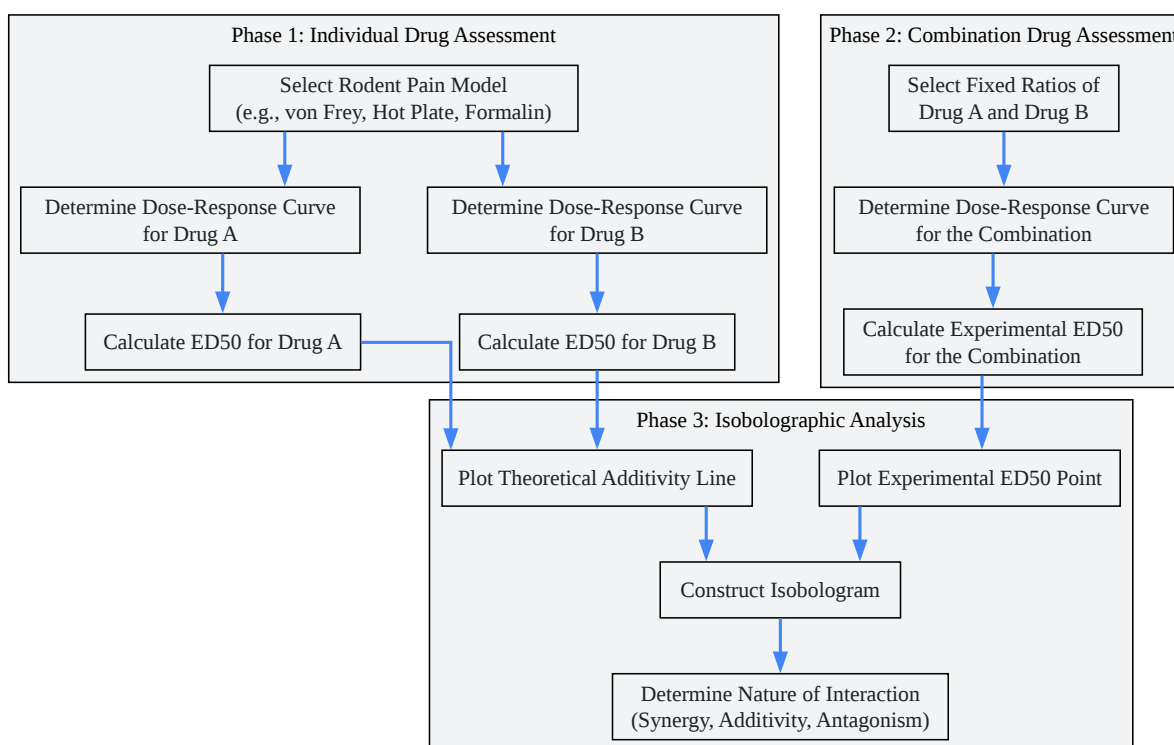 Phase 1: Individual Drug Assessment
Select Rodent Pain Model
(e.g., von Frey, Hot Plate, Formalin)
Determine Dose-Response Curve
for Drug A
Determine Dose-Response Curve
for Drug B
Calculate ED50 for Drug A
Calculate ED50 for Drug B
Phase 2: Combination Drug Assessment
Select Fixed Ratios of
Drug A and Drug B
Determine Dose-Response Curve
for the Combination
Calculate Experimental ED50
for the Combination
Phase 3: Isobolographic Analysis
Plot Theoretical Additivity Line
Plot Experimental ED50 Point
Construct Isobologram
Determine Nature of Interaction
(Synergy, Additivity, Antagonism)